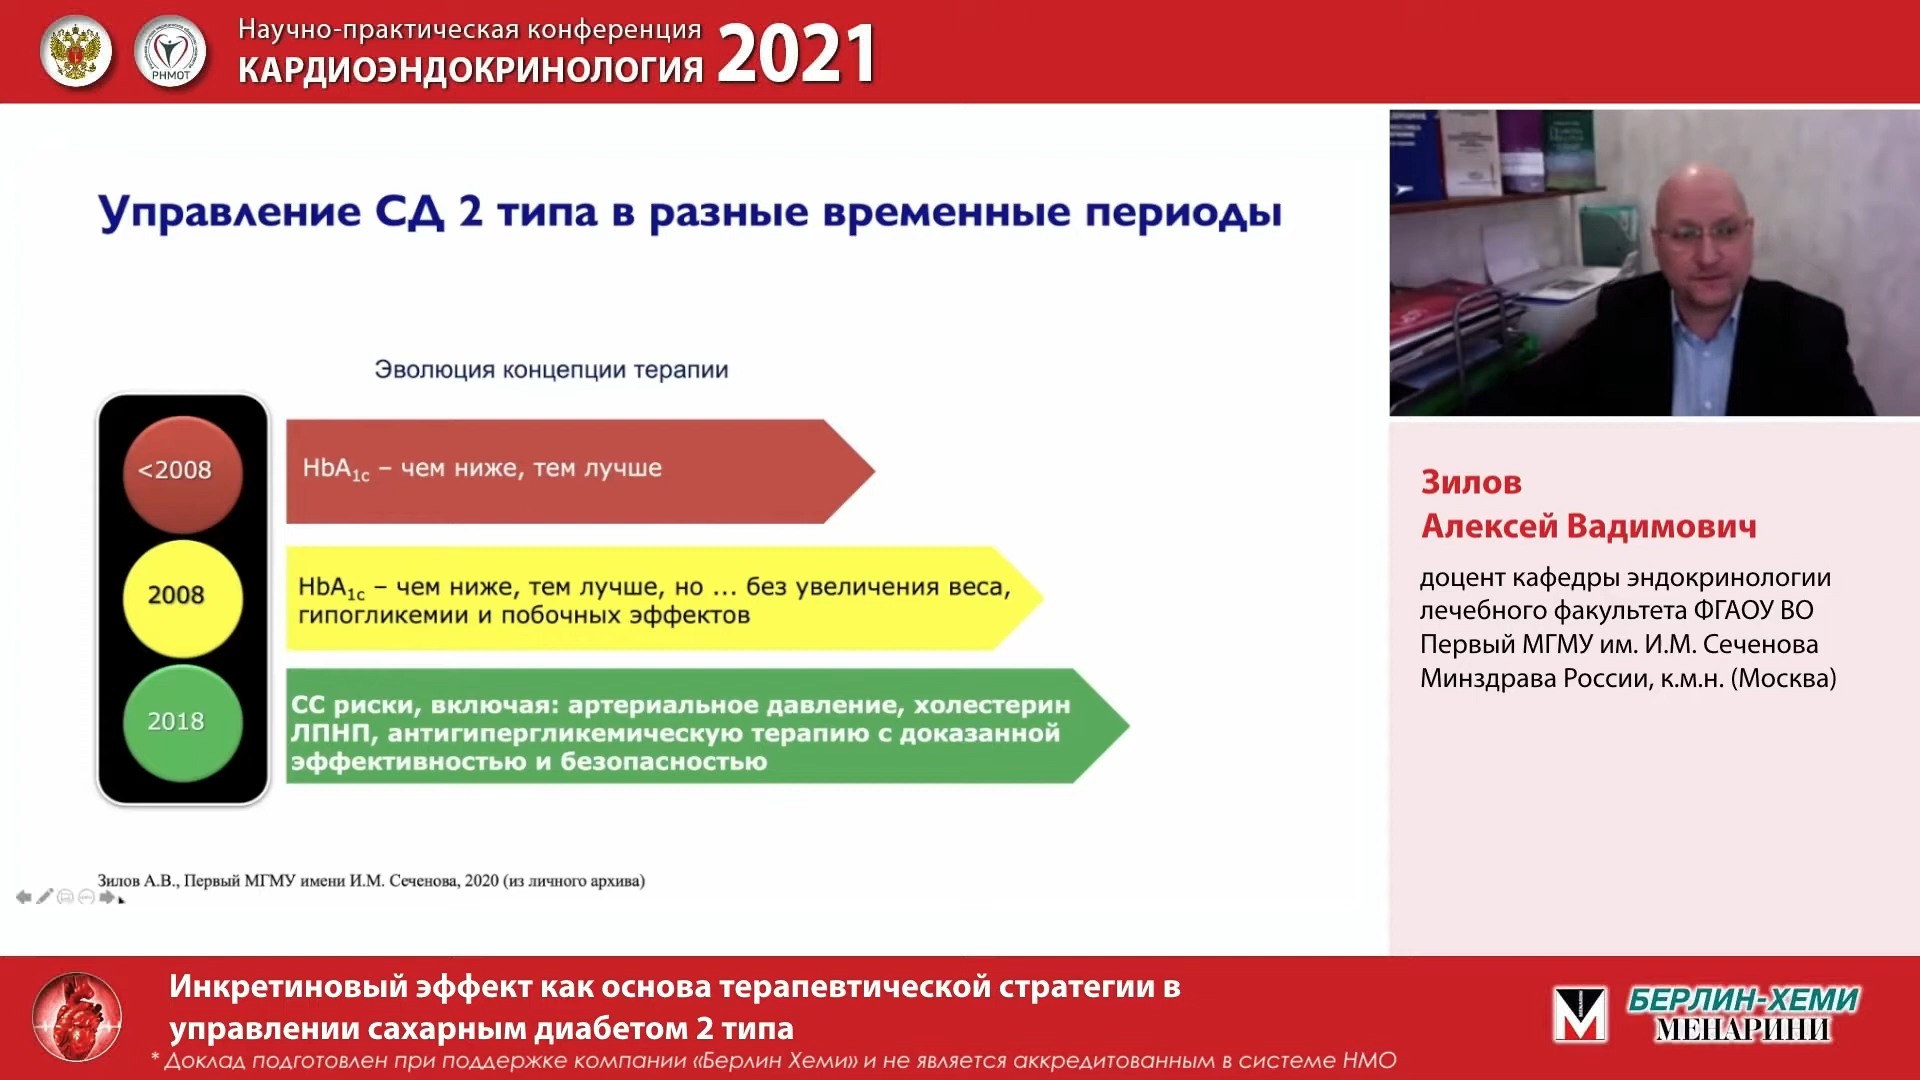 Научно-практическая конференция
КАРДИОЭНДОКРИНОЛОГИЯ 2021
РНМОТ
Управление СД 2 типа в разные временные периоды
Эволюция концепции терапии
<2008
HbA1c – чем ниже, тем лучше
2008
HbA1c – чем ниже, тем лучше, но ... без увеличения веса,
гипогликемии и побочных эффектов
2018
СС риски, включая: артериальное давление, холестерин
ЛПНП, антигипергликемическую терапию с доказанной
эффективностью и безопасностью
Зилов А.В., Первый МГМУ имени И.М. Сеченова, 2020 (из личного архива)
Зилов
Алексей Вадимович
доцент кафедры эндокринологии
лечебного факультета ФГАОУ ВО
Первый МГМУ им. И.М. Сеченова
Минздрава России, к.м.н. (Москва)
Инкретиновый эффект как основа терапевтической стратегии в
управлении сахарным диабетом 2 типа
* Доклад подготовлен при поддержке компании «Берлин Хеми» и не является аккредитованным в системе НМО
БЕРЛИН-ХЕМИ
МЕНАРИНИ